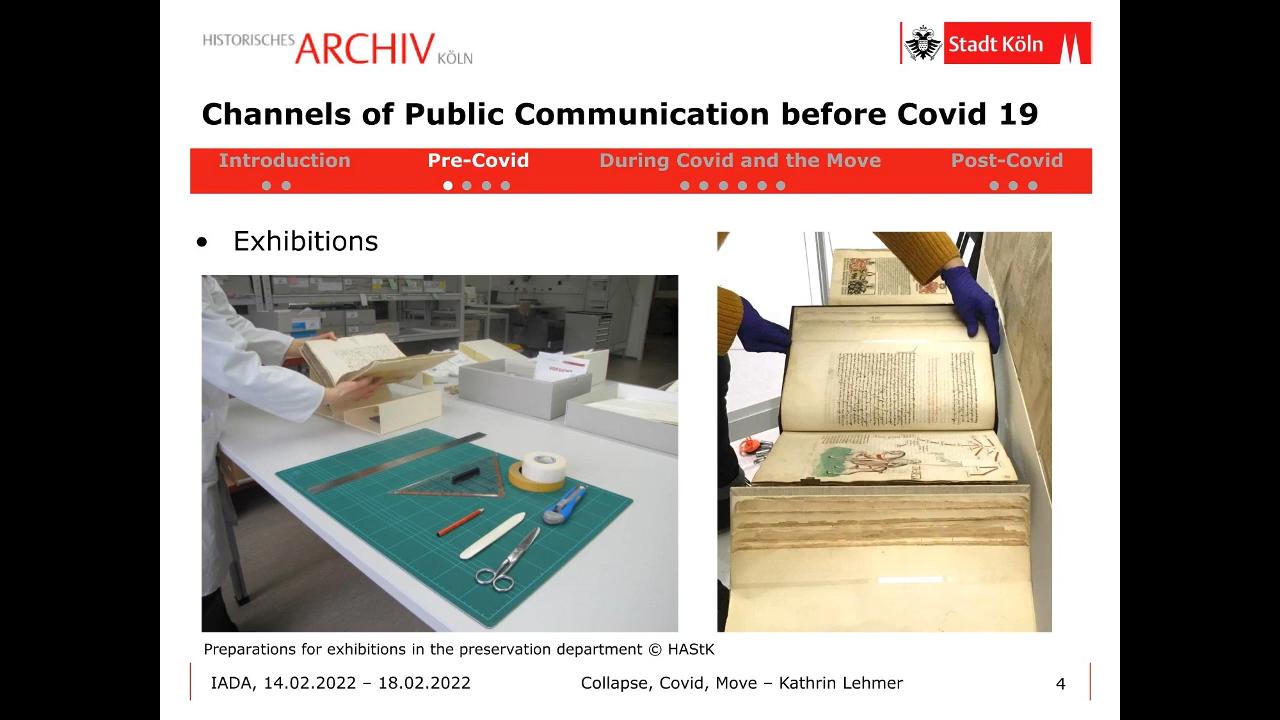 HISTORISCHES ARCHIV KÖLN
Stadt Köln
Channels of Public Communication before Covid 19
Introduction Pre-Covid During Covid and the Move Post-Covid
• Exhibitions
Preparations for exhibitions in the preservation department © HAStK
IADA, 14.02.2022 – 18.02.2022 Collapse, Covid, Move – Kathrin Lehmer 4